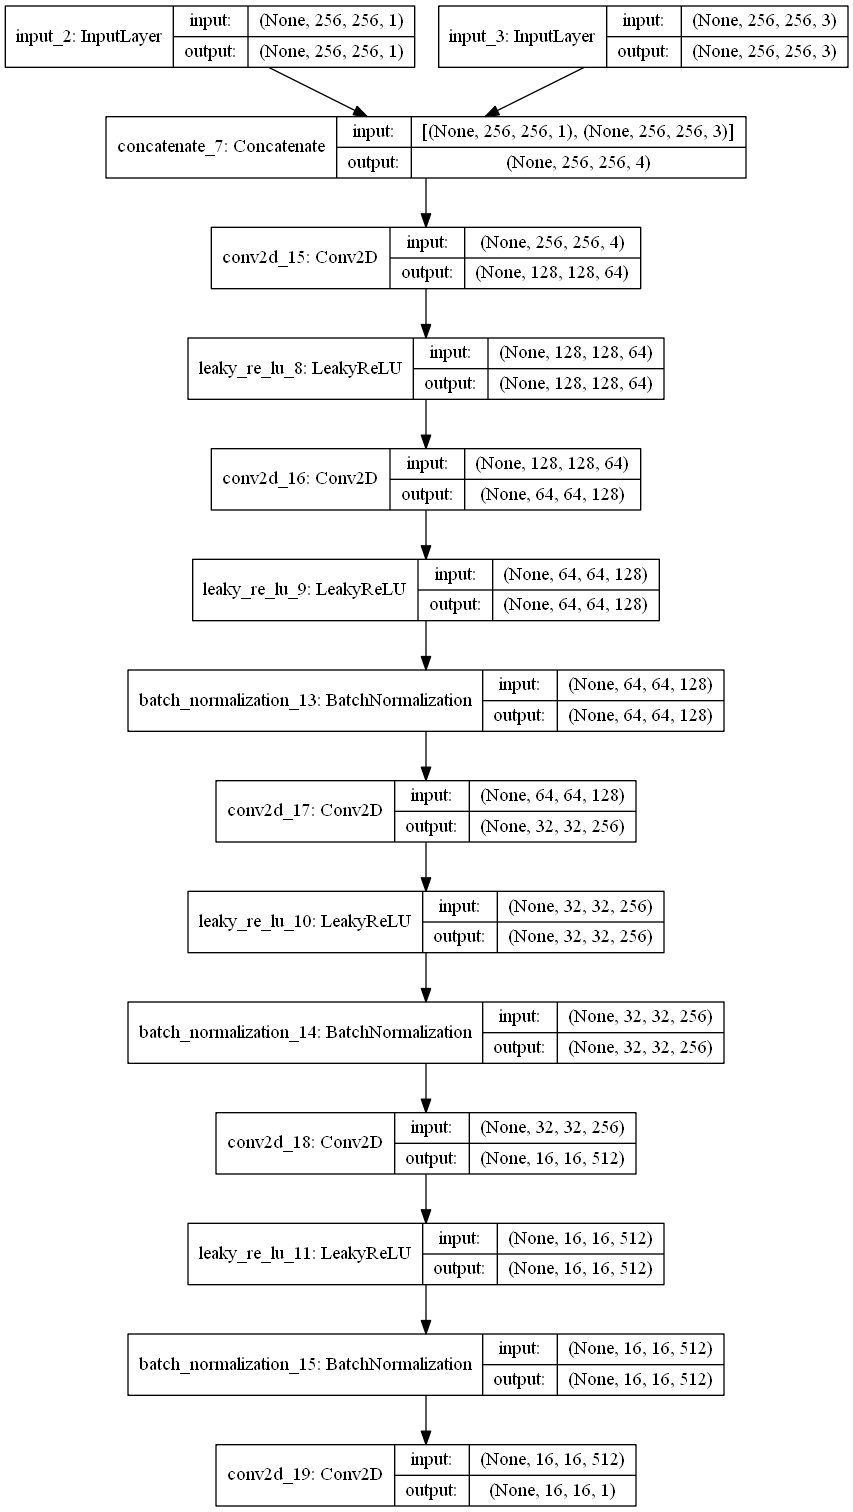 input_2: InputLayer
input: (None, 256, 256, 1)
output: (None, 256, 256, 1)
input_3: InputLayer
input: (None, 256, 256, 3)
output: (None, 256, 256, 3)
concatenate_7: Concatenate
input: [(None, 256, 256, 1), (None, 256, 256, 3)]
output: (None, 256, 256, 4)
conv2d_15: Conv2D
input: (None, 256, 256, 4)
output: (None, 128, 128, 64)
leaky_re_lu_8: LeakyReLU
input: (None, 128, 128, 64)
output: (None, 128, 128, 64)
conv2d_16: Conv2D
input: (None, 128, 128, 64)
output: (None, 64, 64, 128)
leaky_re_lu_9: LeakyReLU
input: (None, 64, 64, 128)
output: (None, 64, 64, 128)
batch_normalization_13: BatchNormalization
input: (None, 64, 64, 128)
output: (None, 64, 64, 128)
conv2d_17: Conv2D
input: (None, 64, 64, 128)
output: (None, 32, 32, 256)
leaky_re_lu_10: LeakyReLU
input: (None, 32, 32, 256)
output: (None, 32, 32, 256)
batch_normalization_14: BatchNormalization
input: (None, 32, 32, 256)
output: (None, 32, 32, 256)
conv2d_18: Conv2D
input: (None, 32, 32, 256)
output: (None, 16, 16, 512)
leaky_re_lu_11: LeakyReLU
input: (None, 16, 16, 512)
output: (None, 16, 16, 512)
batch_normalization_15: BatchNormalization
input: (None, 16, 16, 512)
output: (None, 16, 16, 512)
conv2d_19: Conv2D
input: (None, 16, 16, 512)
output: (None, 16, 16, 1)